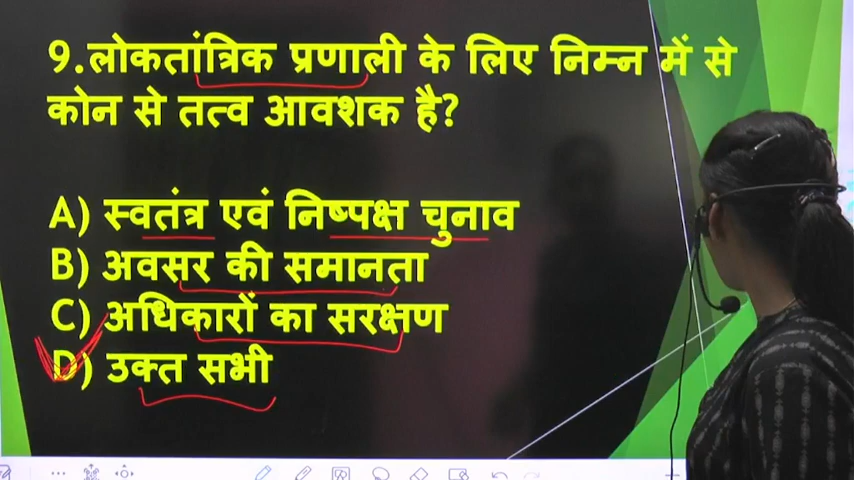 9.लोकतांत्रिक प्रणाली के लिए निम्न में से
कोन से तत्व आवशक है?
A) स्वतंत्र एवं निष्पक्ष चुनाव
B) अवसर की समानता
C) अधिकारों का सरक्षण
D) उक्त सभी